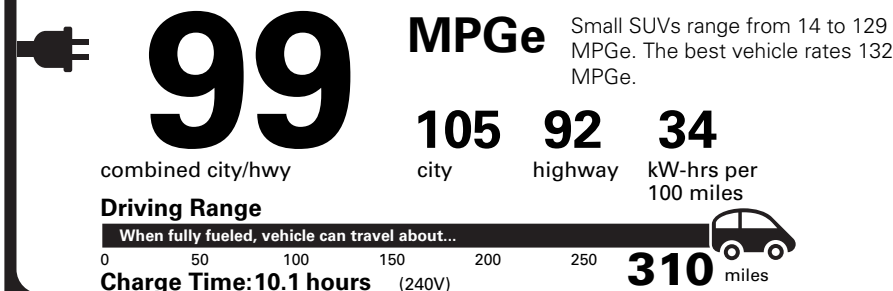 99
MPGe
Small SUVs range from 14 to 129
MPGe. The best vehicle rates 132
MPGe.
105 92 34
combined city/hwy city highway kW-hrs per
100 miles
Driving Range
When fully fueled, vehicle can travel about...
0 50 100 150 200 250 310 miles
Charge Time:10.1 hours (240V)